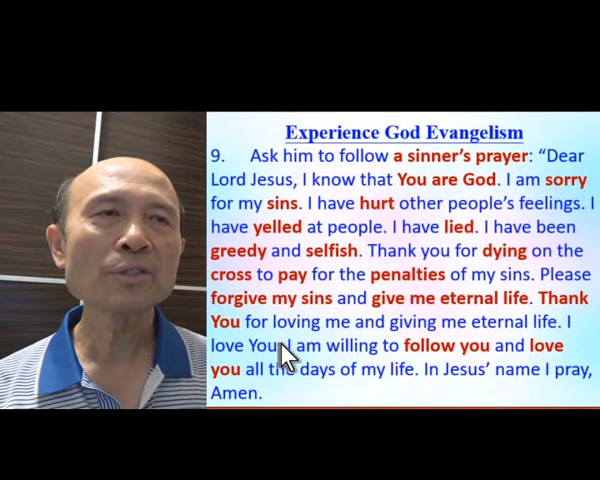 Experience God Evangelism
9. Ask him to follow a sinner's prayer: "Dear
Lord Jesus, I know that You are God. I am sorry
for my sins. I have hurt other people's feelings. I
have yelled at people. I have lied. I have been
greedy and selfish. Thank you for dying on the
cross to pay for the penalties of my sins. Please
forgive my sins and give me eternal life. Thank
You for loving me and giving me eternal life. I
love You. I am willing to follow you and love
you all the days of my life. In Jesus' name I pray,
Amen.